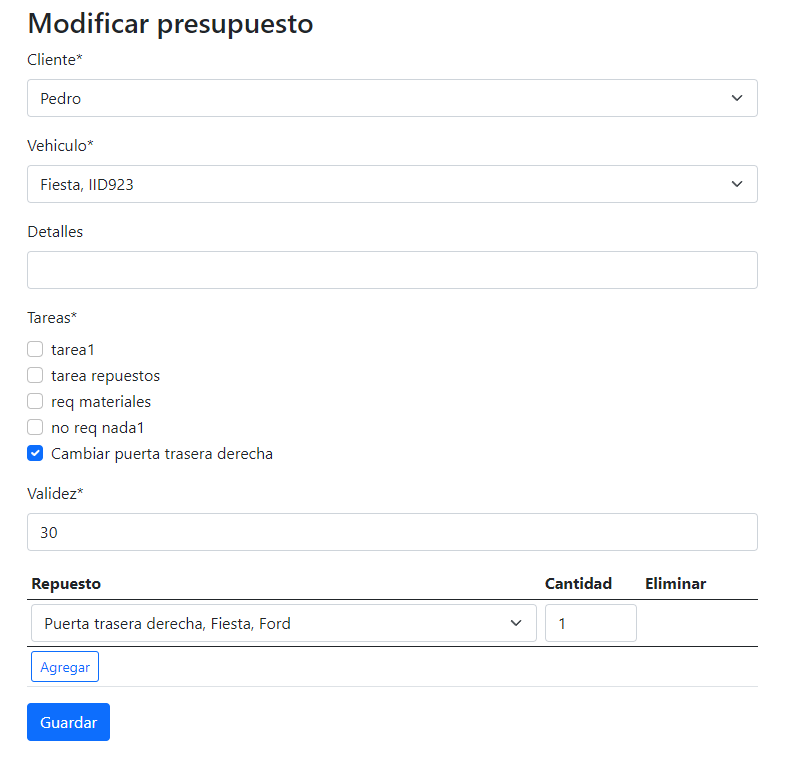 Modificar presupuesto
Cliente*
Pedro
Vehiculo*
Fiesta, IID923
Detalles
Tareas*
tarea1
tarea repuestos
req materiales
no req nada1
Cambiar puerta trasera derecha
Validez*
30
Repuesto Cantidad Eliminar
Puerta trasera derecha, Fiesta, Ford 1
Agregar
Guardar